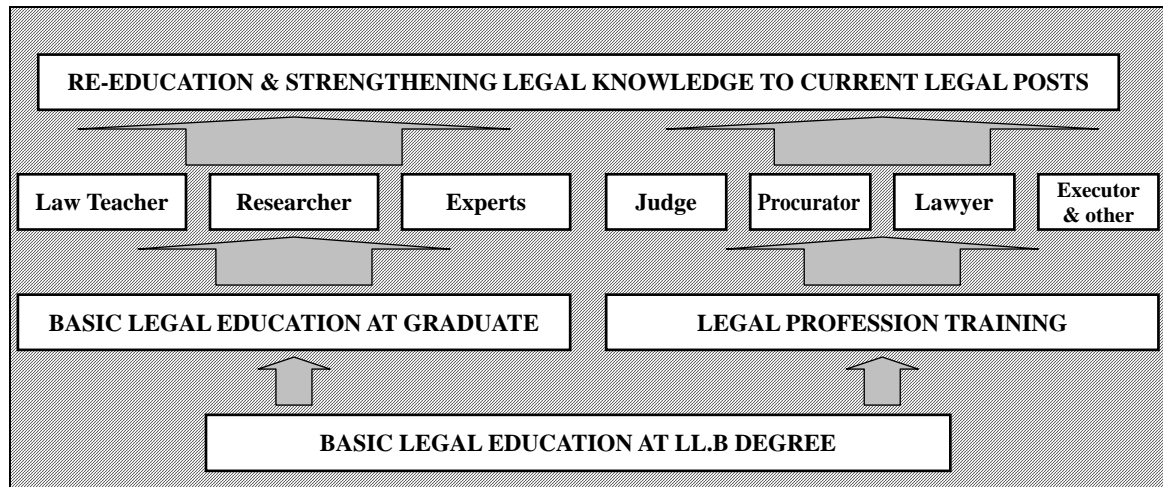 RE-EDUCATION & STRENGTHENING LEGAL KNOWLEDGE TO CURRENT LEGAL POSTS
Law Teacher
Researcher
Experts
Judge
Procurator
Lawyer
Executor
& other
BASIC LEGAL EDUCATION AT GRADUATE
LEGAL PROFESSION TRAINING
BASIC LEGAL EDUCATION AT LL.B DEGREE